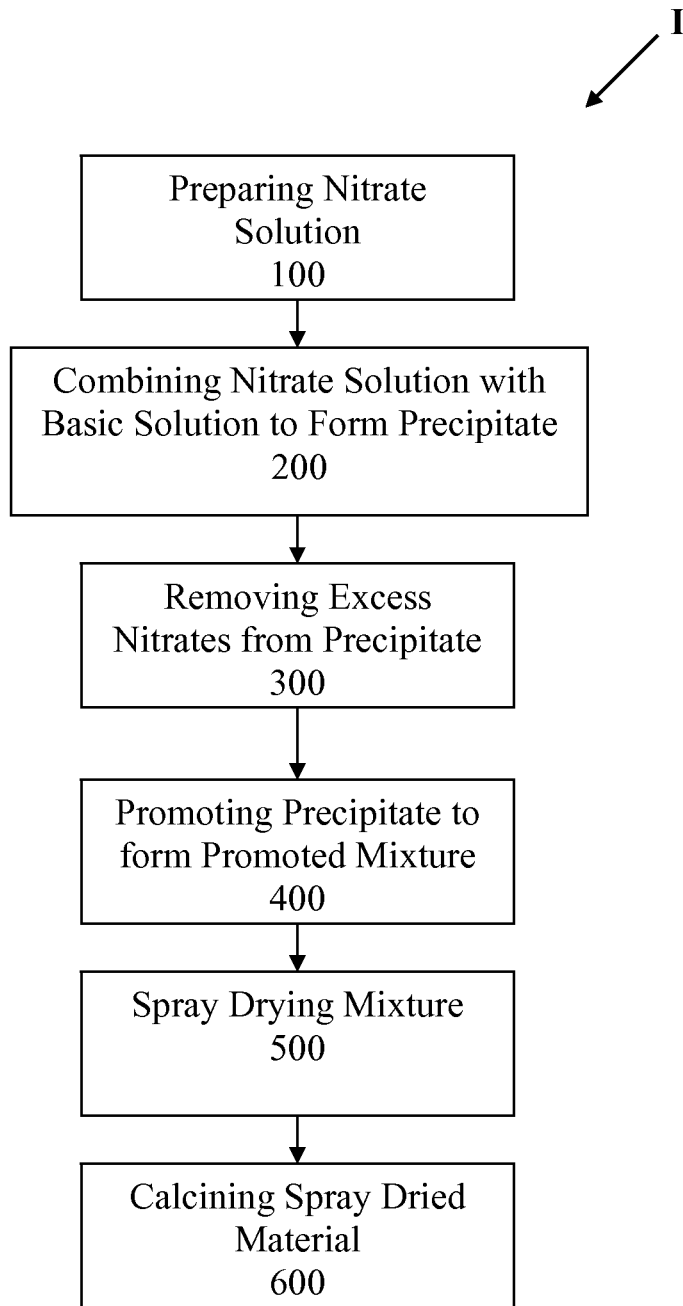 I
Preparing Nitrate
Solution
100
Combining Nitrate Solution with
Basic Solution to Form Precipitate
200
Removing Excess
Nitrates from Precipitate
300
Promoting Precipitate to
form Promoted Mixture
400
Spray Drying Mixture
500
Calcining Spray Dried
Material
600